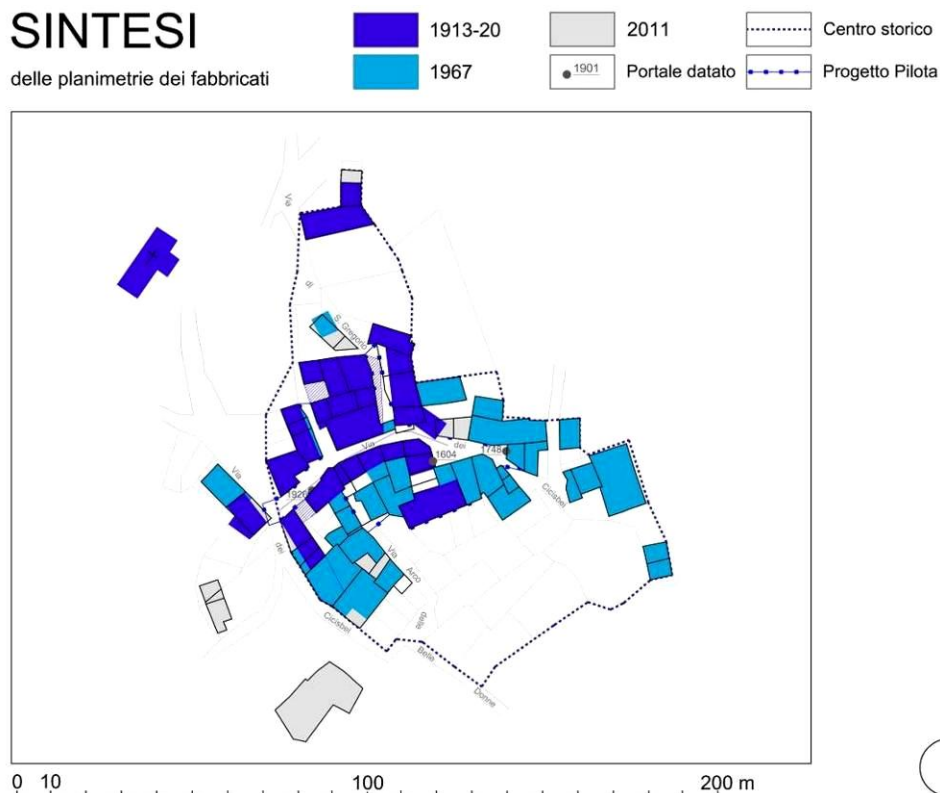 SINTESI
delle planimetrie dei fabbricati
1913-20
1967
2011
1901 Portale datato
Centro storico
Progetto Pilota
Via
di
S. Gregorio
Via
dei
1748
1604
Cicisbei
Via
1926
dei
Via
Arco
Cicisbei
delle
Belle
Donne
0 10 100 200 m